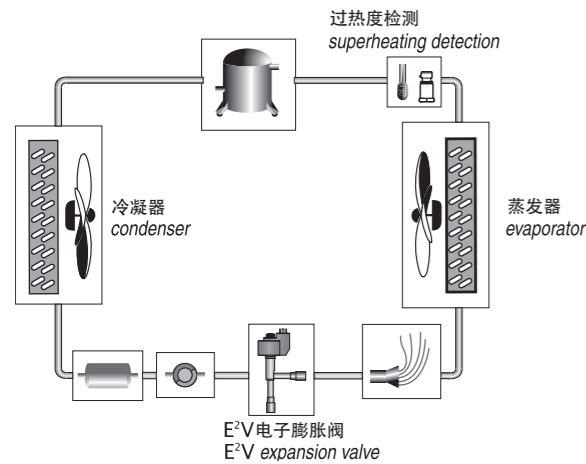 过热度检测
superheating detection
冷凝器
condenser
蒸发器
evaporator
E²V电子膨胀阀
E²V expansion valve